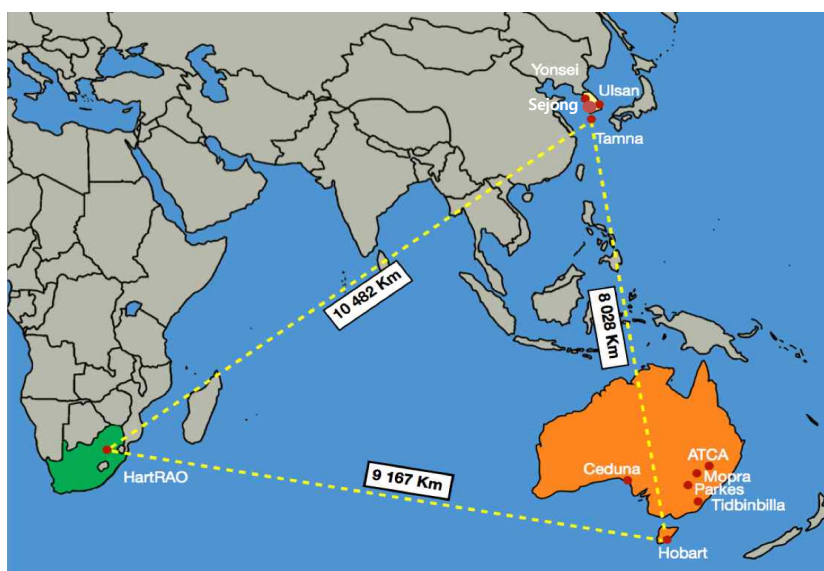 Yonsei
Ulsan
Sejong
Tamna
10 482 Km
8 028 Km
ATCA
Ceduna
Mopra
Parkes
HartRAO
9 167 Km
Tidbinbilla
Hobart